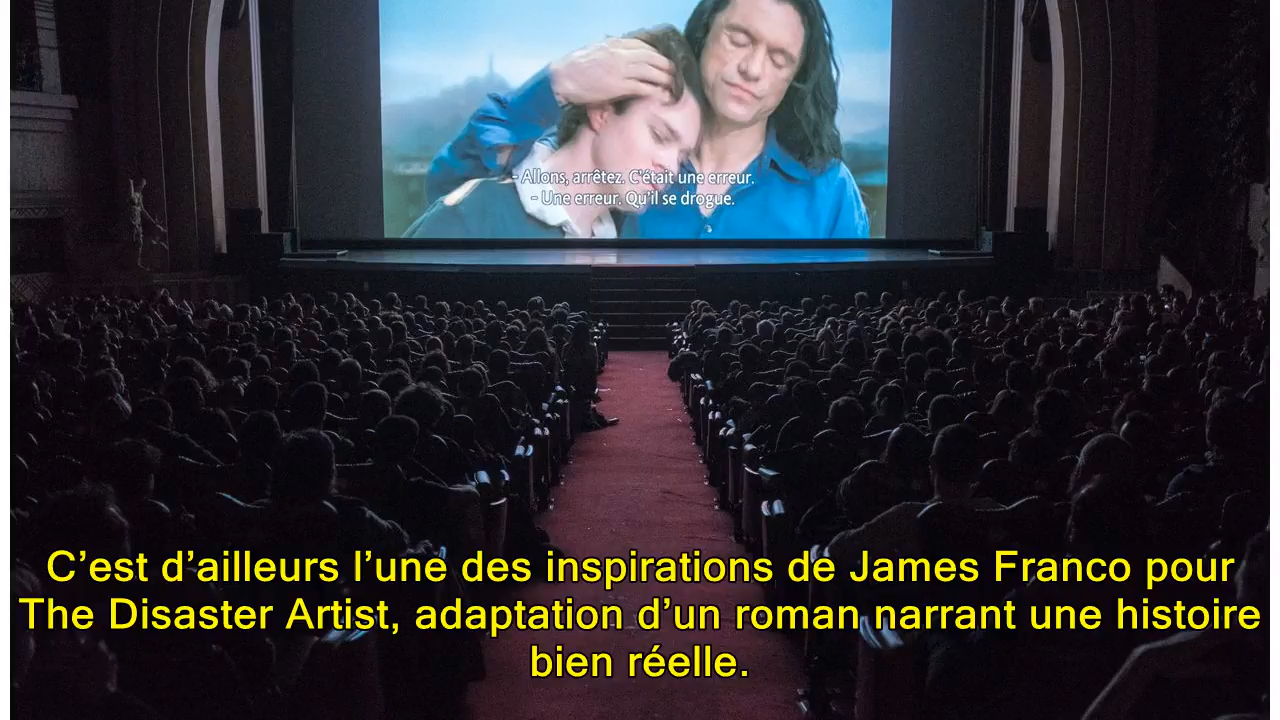 - Allons, arrêtez. C'était une erreur.
- Une erreur. Qu'il se drogue.
C’est d’ailleurs l’une des inspirations de James Franco pour
The Disaster Artist, adaptation d’un roman narrant une histoire
bien réelle.